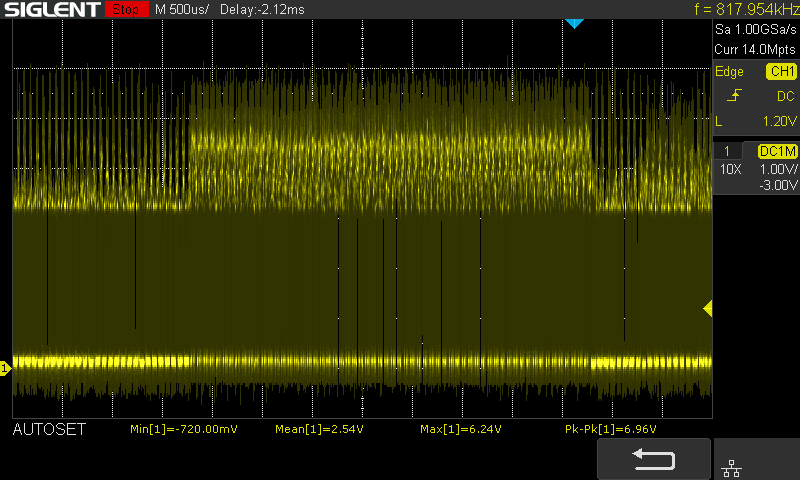 SIGLENT Stop M 500us/ Delay:-2.12ms f = 817.954kHz
Sa 1.00GSa/s
Curr 14.0Mpts
Edge CH1
DC
L 1.20V
1 DC1M
10X 1.00V/
-3.00V
1
AUTOSET Min[1]=-720.00mV Mean[1]=2.54V Max[1]=6.24V Pk-Pk[1]=6.96V